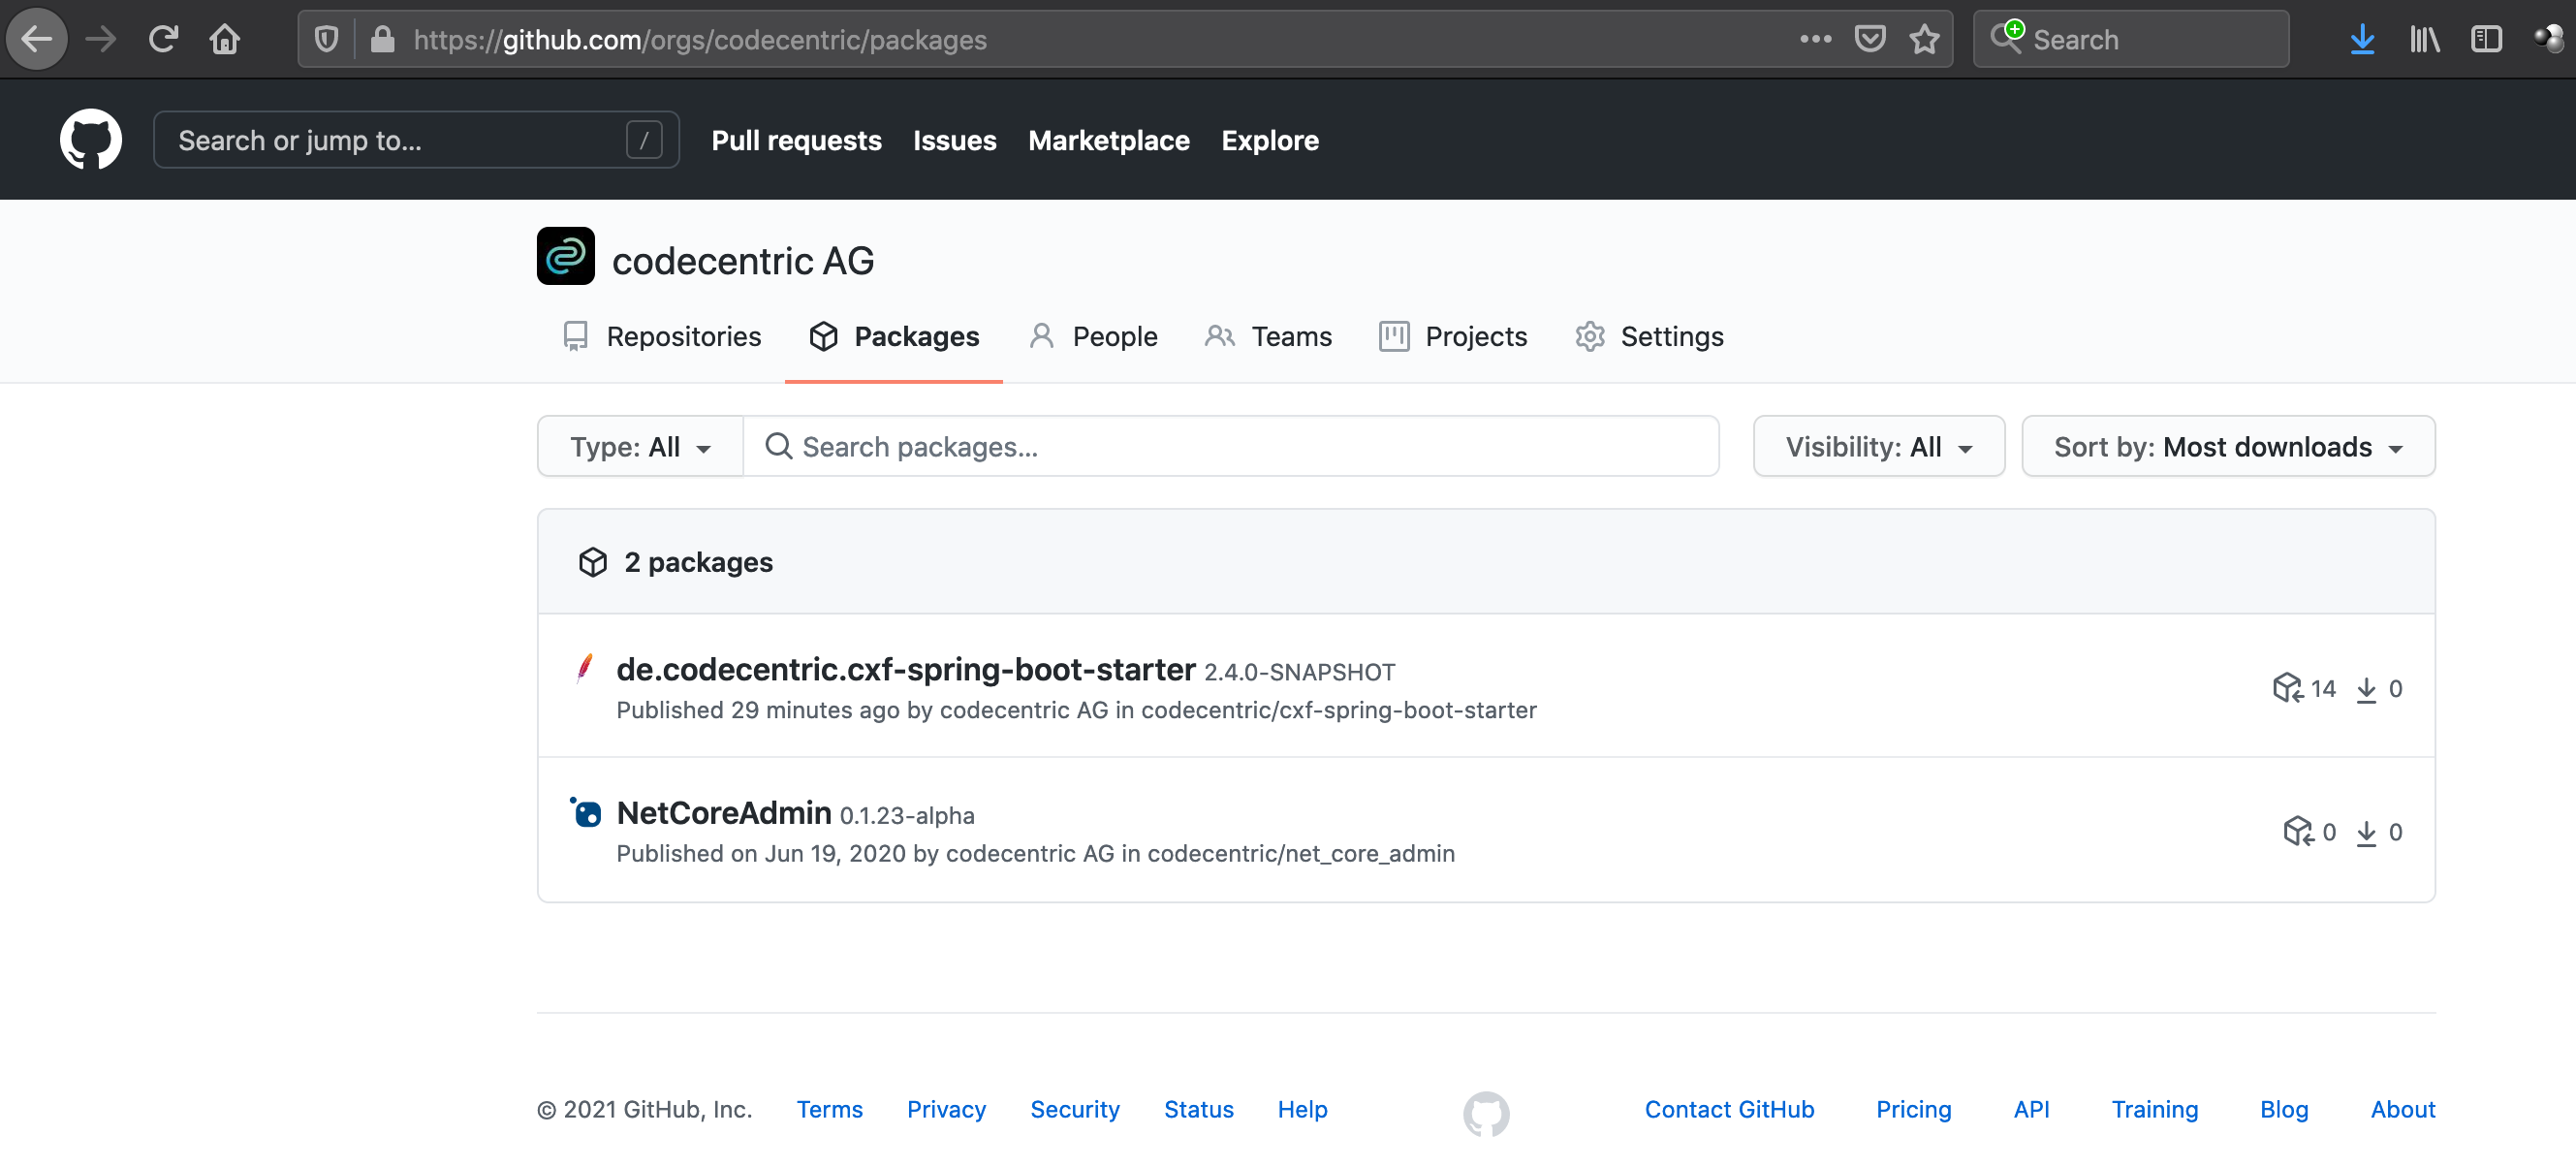 https://github.com/orgs/codecentric/packages
Search
Search or jump to...
/
Pull requests
Issues
Marketplace
Explore
codecentric AG
Repositories
Packages
People
Teams
Projects
Settings
Type: All
Search packages...
Visibility: All
Sort by: Most downloads
2 packages
de.codecentric.cxf-spring-boot-starter 2.4.0-SNAPSHOT
14
0
Published 29 minutes ago by codecentric AG in codecentric/cxf-spring-boot-starter
NetCoreAdmin 0.1.23-alpha
0
0
Published on Jun 19, 2020 by codecentric AG in codecentric/net_core_admin
© 2021 GitHub, Inc.
Terms
Privacy
Security
Status
Help
Contact GitHub
Pricing
API
Training
Blog
About